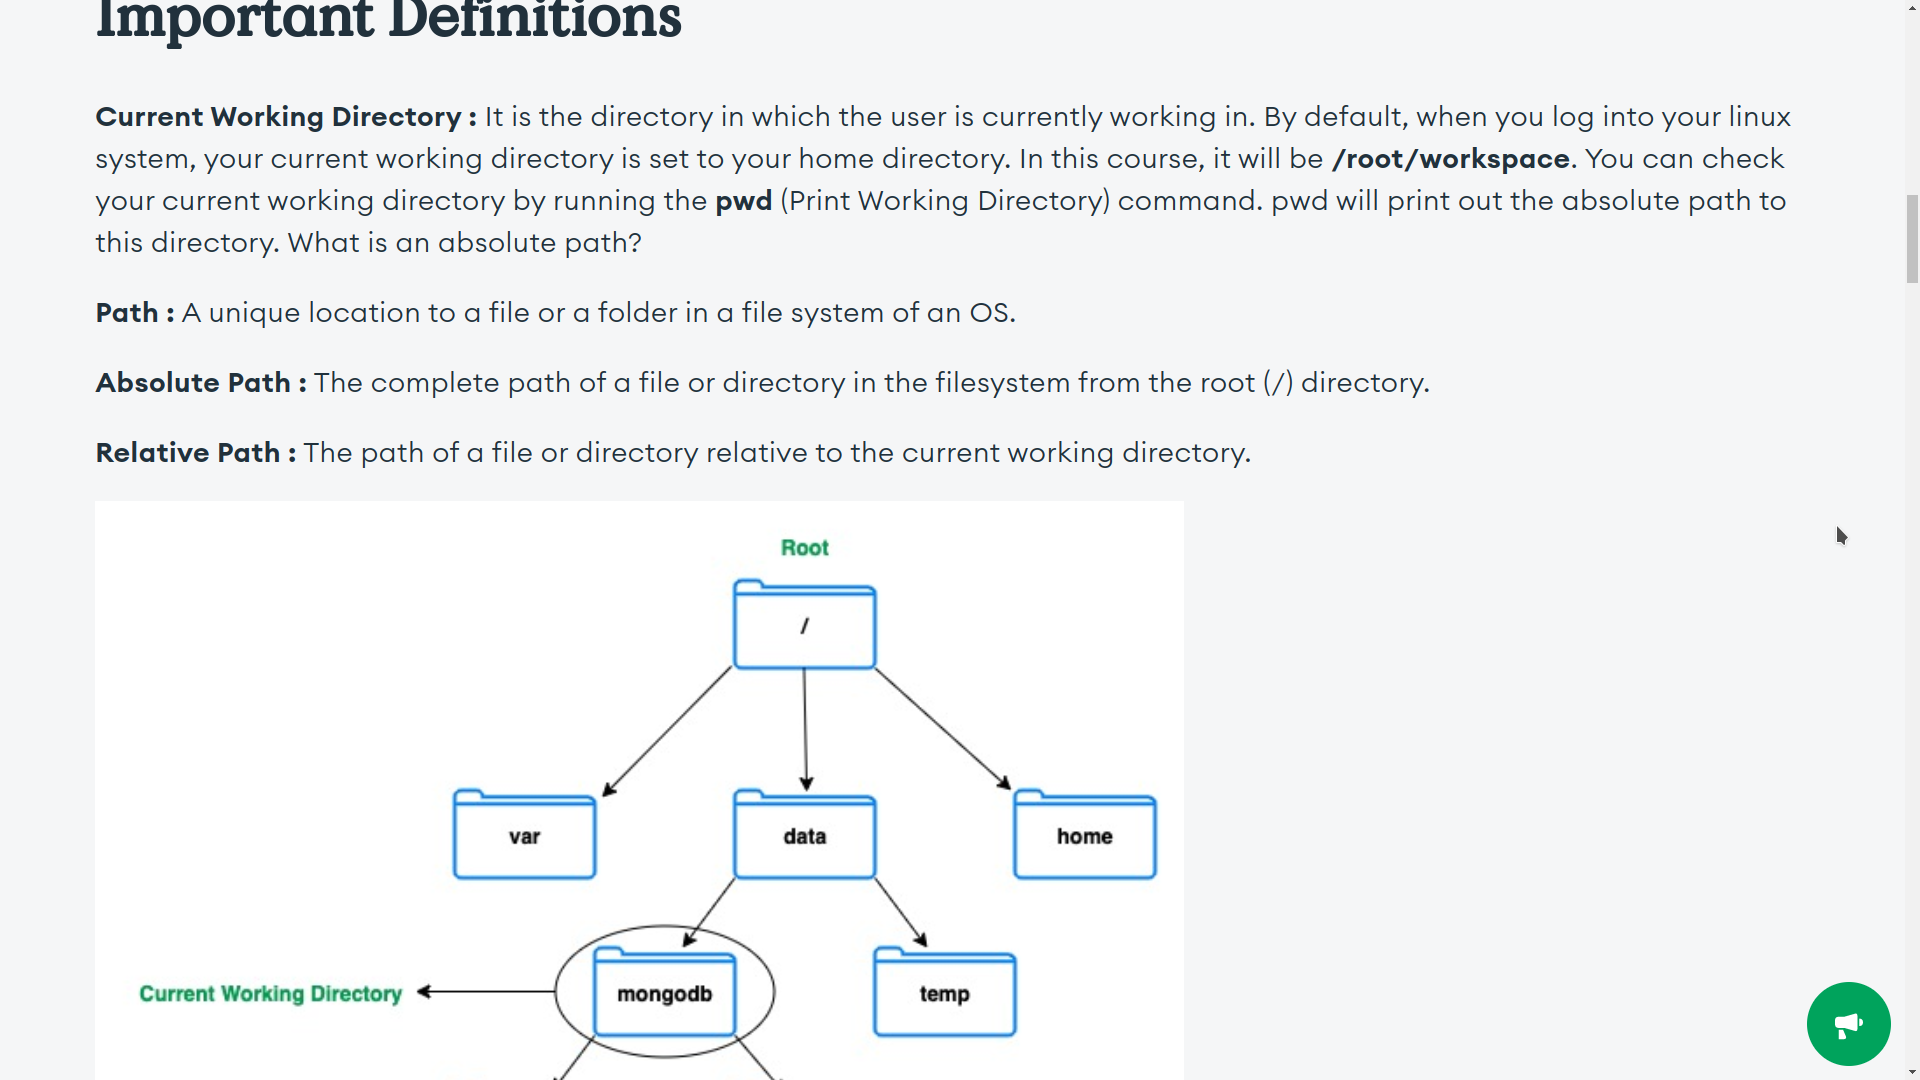 Important Definitions
Current Working Directory : It is the directory in which the user is currently working in. By default, when you log into your linux
system, your current working directory is set to your home directory. In this course, it will be /root/workspace. You can check
your current working directory by running the pwd (Print Working Directory) command. pwd will print out the absolute path to
this directory. What is an absolute path?
Path : A unique location to a file or a folder in a file system of an OS.
Absolute Path : The complete path of a file or directory in the filesystem from the root (/) directory.
Relative Path : The path of a file or directory relative to the current working directory.
Root
/
var
data
home
Current Working Directory
mongodb
temp